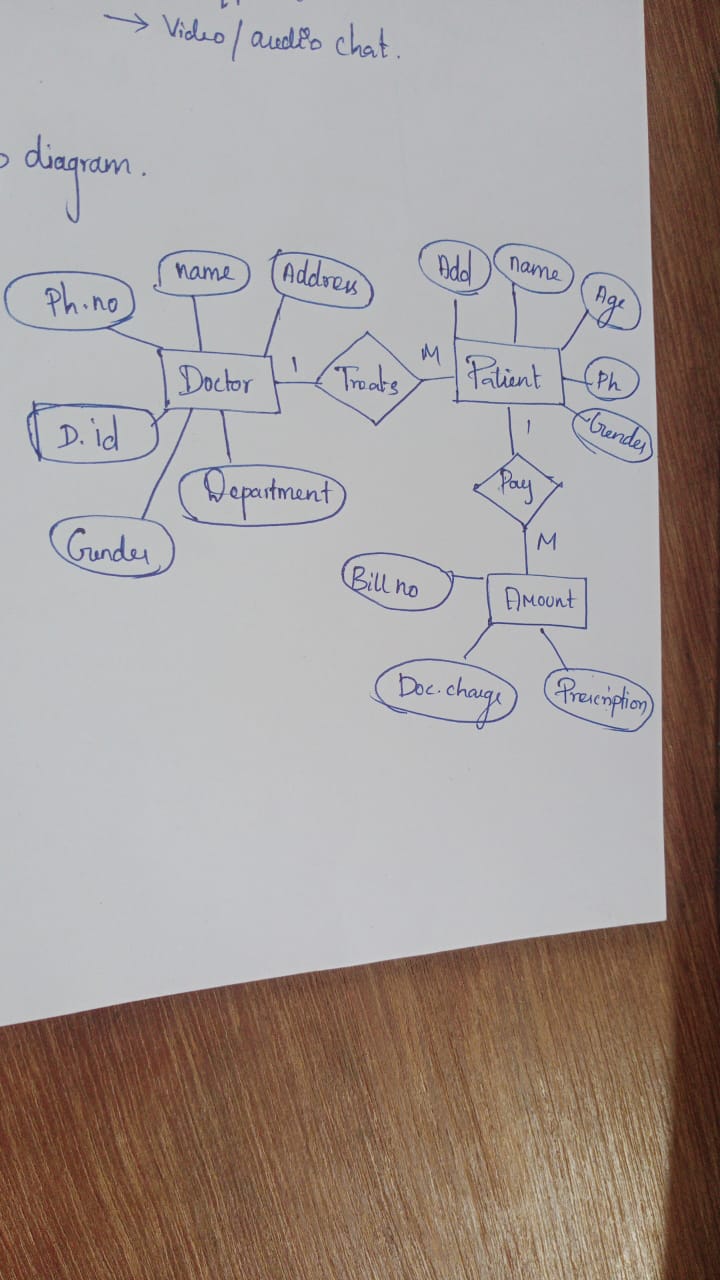 → Video/audio chat.
diagram.
Ph.no
name
Address
Add
name
Age
Doctor
1
Treats
M
Patient
Ph
D.id
Department
Gender
Gender
1
Pay
M
Bill no
Amount
Doc.charge
Prescription